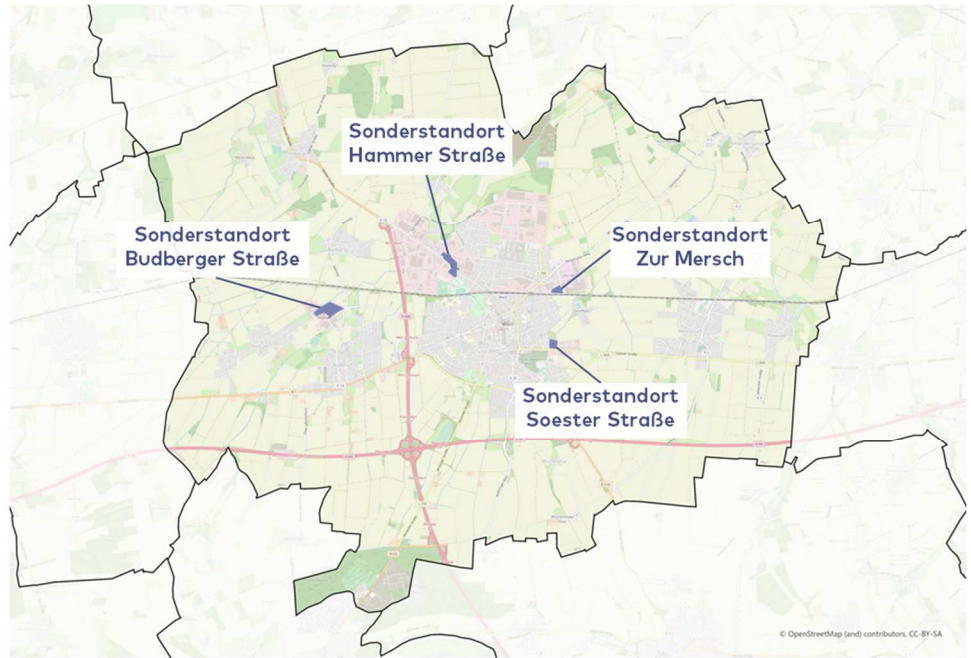 Sonderstandort
Hammer Straße
Sonderstandort
Budberger Straße
Sonderstandort
Zur Mersch
Sonderstandort
Soester Straße
© OpenStreetMap (and) contributors, CC-BY-SA